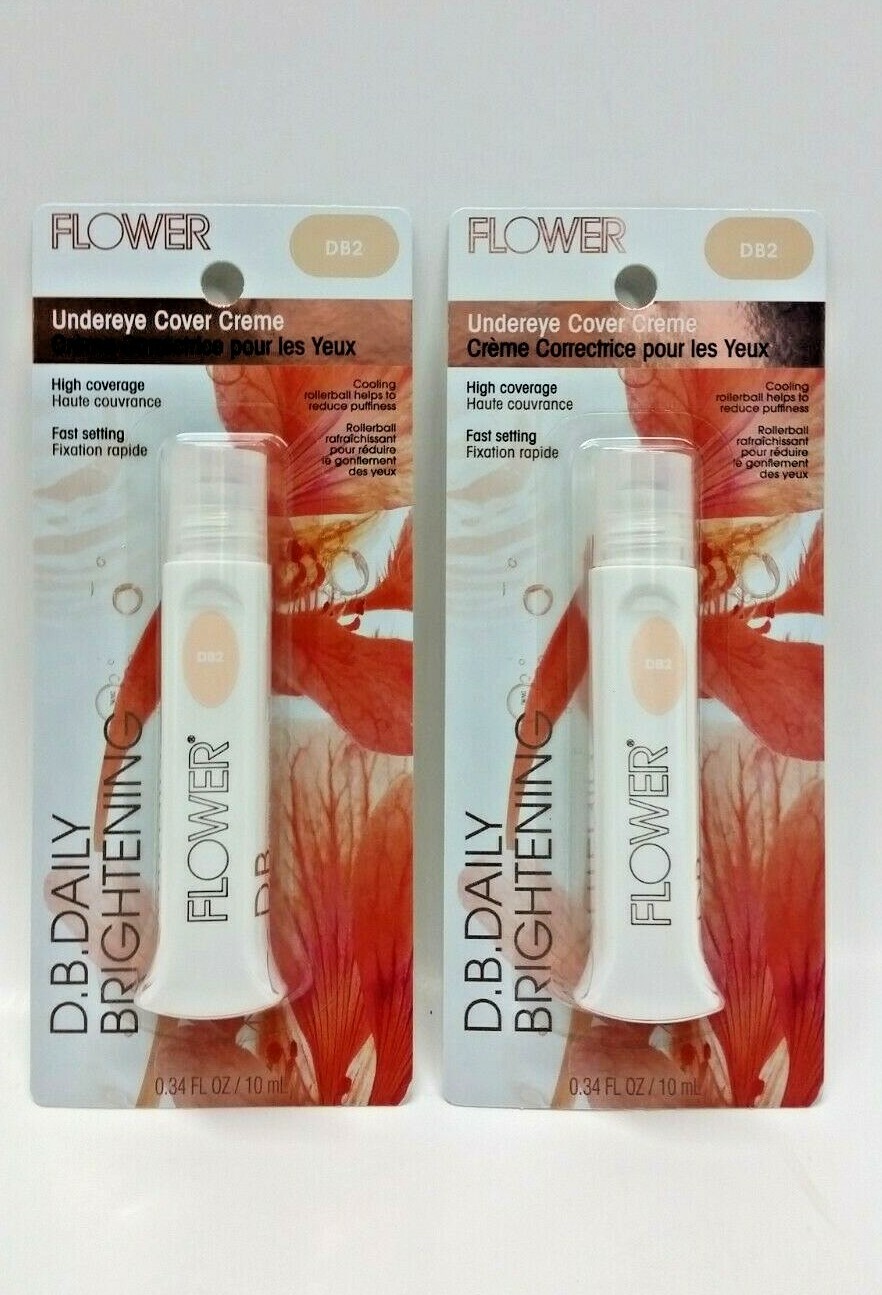 FLOWER
DB2
Undereye Cover Creme
Crème Correctrice pour les Yeux
High coverage
Haute couvrance
Fast setting
Fixation rapide
Cooling
rollerball helps to
reduce puffiness
Rollerball
rafraîchissant
pour réduire
le gonflement
des yeux
DB2
FLOWER®
D.B.
D.B.DAILY
BRIGHTENING
0.34 FL OZ / 10 mL
FLOWER
DB2
Undereye Cover Creme
Crème Correctrice pour les Yeux
High coverage
Haute couvrance
Fast setting
Fixation rapide
Cooling
rollerball helps to
reduce puffiness
Rollerball
rafraîchissant
pour réduire
le gonflement
des yeux
DB2
FLOWER®
D.B.DAILY
BRIGHTENING
0.34 FL OZ / 10 mL